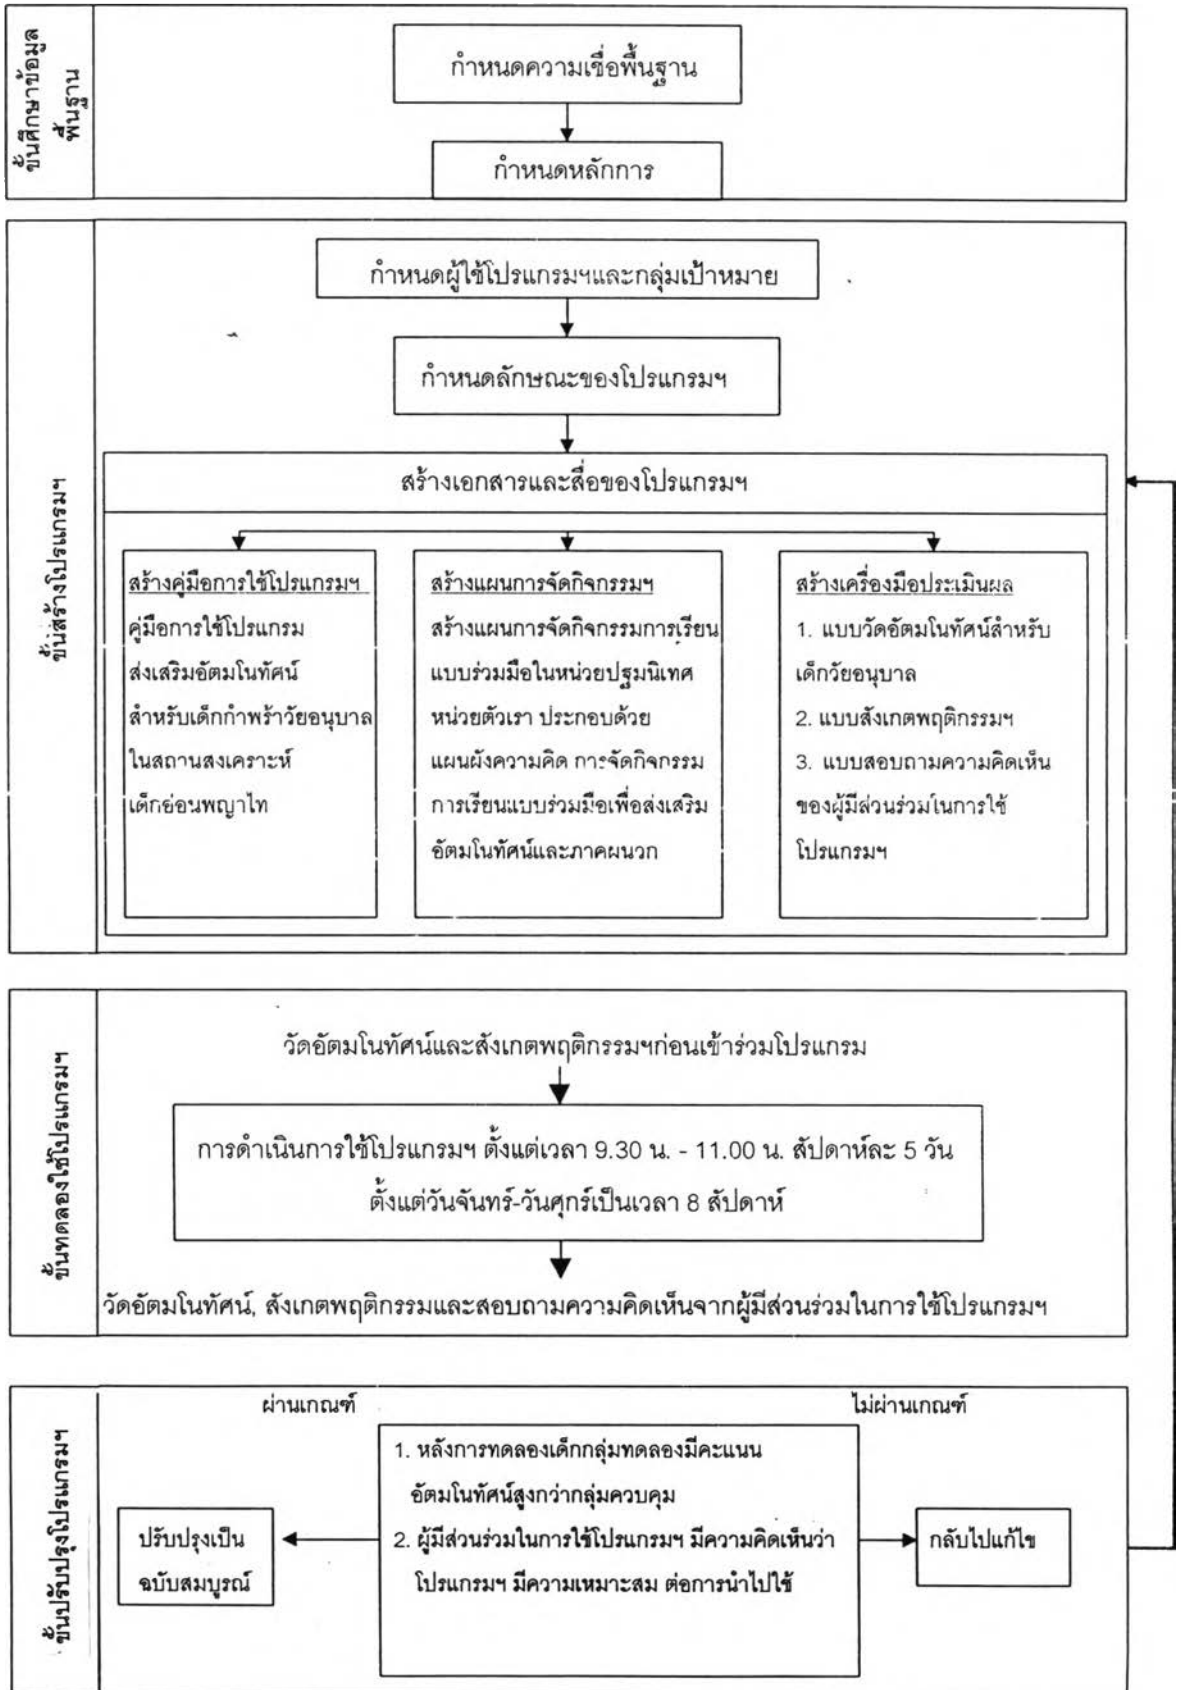 ขั้นศึกษาข้อมูล
พื้นฐาน
กำหนดความเชื่อพื้นฐาน
กำหนดหลักการ
ขั้นสร้างโปรแกรมฯ
กำหนดผู้ใช้โปรแกรมฯและกลุ่มเป้าหมาย
กำหนดลักษณะของโปรแกรมฯ
สร้างเอกสารและสื่อของโปรแกรมฯ
สร้างคู่มือการใช้โปรแกรมฯ
คู่มือการใช้โปรแกรม
ส่งเสริมอัตมโนทัศน์
สำหรับเด็กกำพร้าวัยอนุบาล
ในสถานสงเคราะห์
เด็กอ่อนพญาไท
สร้างแผนการจัดกิจกรรมฯ
สร้างแผนการจัดกิจกรรมการเรียน
แบบร่วมมือในหน่วยปฐมนิเทศ
หน่วยตัวเรา ประกอบด้วย
แผนผังความคิด การจัดกิจกรรม
การเรียนแบบร่วมมือเพื่อส่งเสริม
อัตมโนทัศน์และภาคผนวก
สร้างเครื่องมือประเมินผล
1. แบบวัดอัตมโนทัศน์สำหรับ
เด็กวัยอนุบาล
2. แบบสังเกตพฤติกรรมฯ
3. แบบสอบถามความคิดเห็น
ของผู้มีส่วนร่วมในการใช้
โปรแกรมฯ
ขั้นทดลองใช้โปรแกรมฯ
วัดอัตมโนทัศน์และสังเกตพฤติกรรมฯก่อนเข้าร่วมโปรแกรม
การดำเนินการใช้โปรแกรมฯ ตั้งแต่เวลา 9.30 น. - 11.00 น. สัปดาห์ละ 5 วัน
ตั้งแต่วันจันทร์-วันศุกร์เป็นเวลา 8 สัปดาห์
วัดอัตมโนทัศน์, สังเกตพฤติกรรมและสอบถามความคิดเห็นจากผู้มีส่วนร่วมในการใช้โปรแกรมฯ
ขั้นปรับปรุงโปรแกรมฯ
ผ่านเกณฑ์
ไม่ผ่านเกณฑ์
1. หลังการทดลองเด็กกลุ่มทดลองมีคะแนน
อัตมโนทัศน์สูงกว่ากลุ่มควบคุม
2. ผู้มีส่วนร่วมในการใช้โปรแกรมฯ มีความคิดเห็นว่า
โปรแกรมฯ มีความเหมาะสม ต่อการนำไปใช้
ปรับปรุงเป็น
ฉบับสมบูรณ์
กลับไปแก้ไข